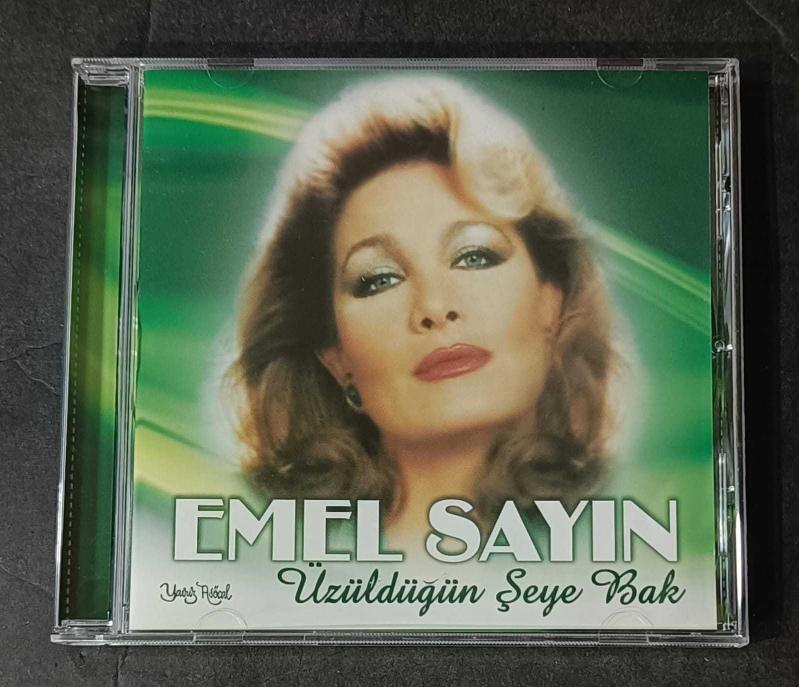 EMEL SAYIN
Üzüldüğün Şeye Bak
Yavuz Asöcal